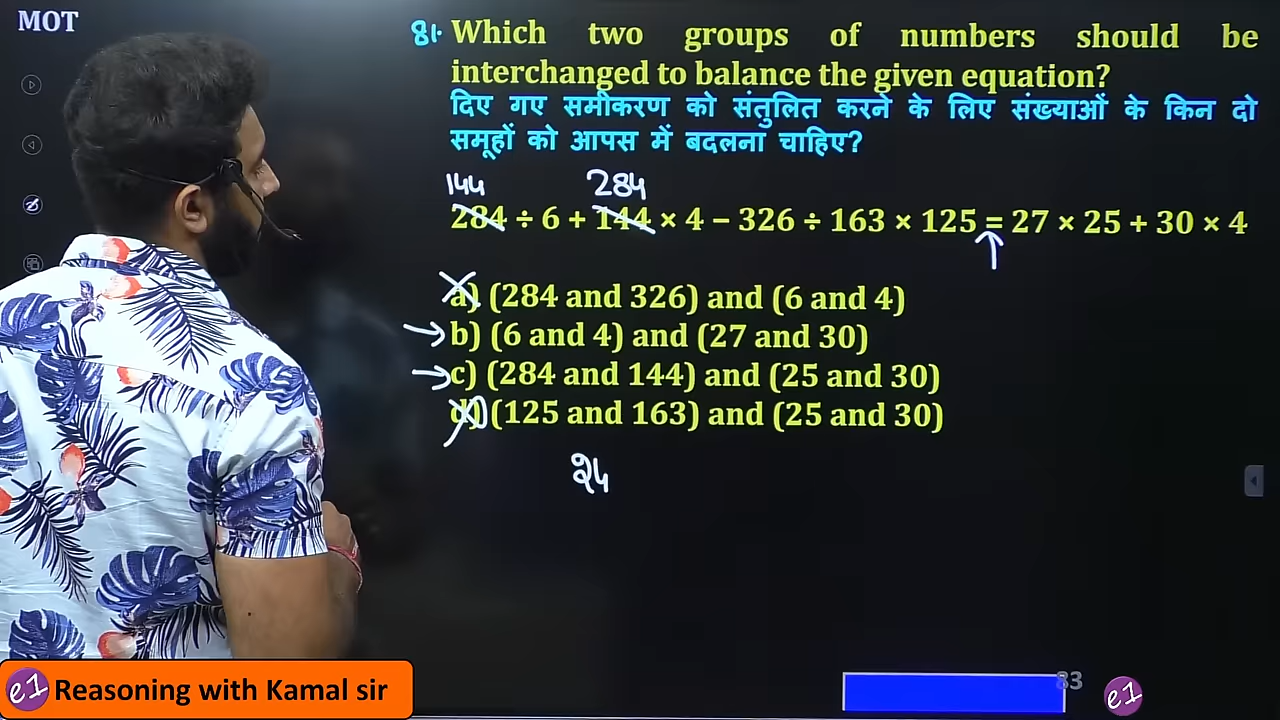 MOT
81. Which two groups of numbers should be
interchanged to balance the given equation?
दिए गए समीकरण को संतुलित करने के लिए संख्याओं के किन दो
समूहों को आपस में बदलना चाहिए?
144 284
284 ÷ 6 + 144 × 4 − 326 ÷ 163 × 125 = 27 × 25 + 30 × 4
a) (284 and 326) and (6 and 4)
b) (6 and 4) and (27 and 30)
c) (284 and 144) and (25 and 30)
d) (125 and 163) and (25 and 30)
24
e1 Reasoning with Kamal sir
83
e1